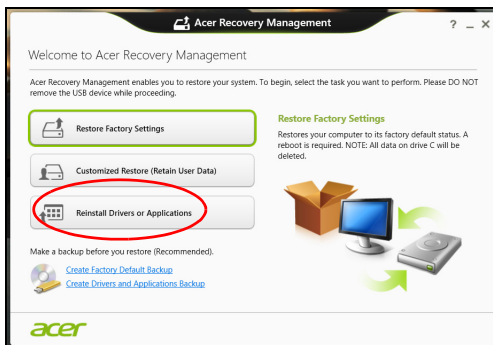 Acer Recovery Management
? _ X
Welcome to Acer Recovery Management
Acer Recovery Management enables you to restore your system. To begin, select the task you want to perform. Please DO NOT
remove the USB device while proceeding.
Restore Factory Settings
Customized Restore (Retain User Data)
Reinstall Drivers or Applications
Restore Factory Settings
Restores your computer to its factory default status. A
reboot is required. NOTE: All data on drive C will be
deleted.
Make a backup before you restore (Recommended).
Create Factory Default Backup
Create Drivers and Applications Backup
acer